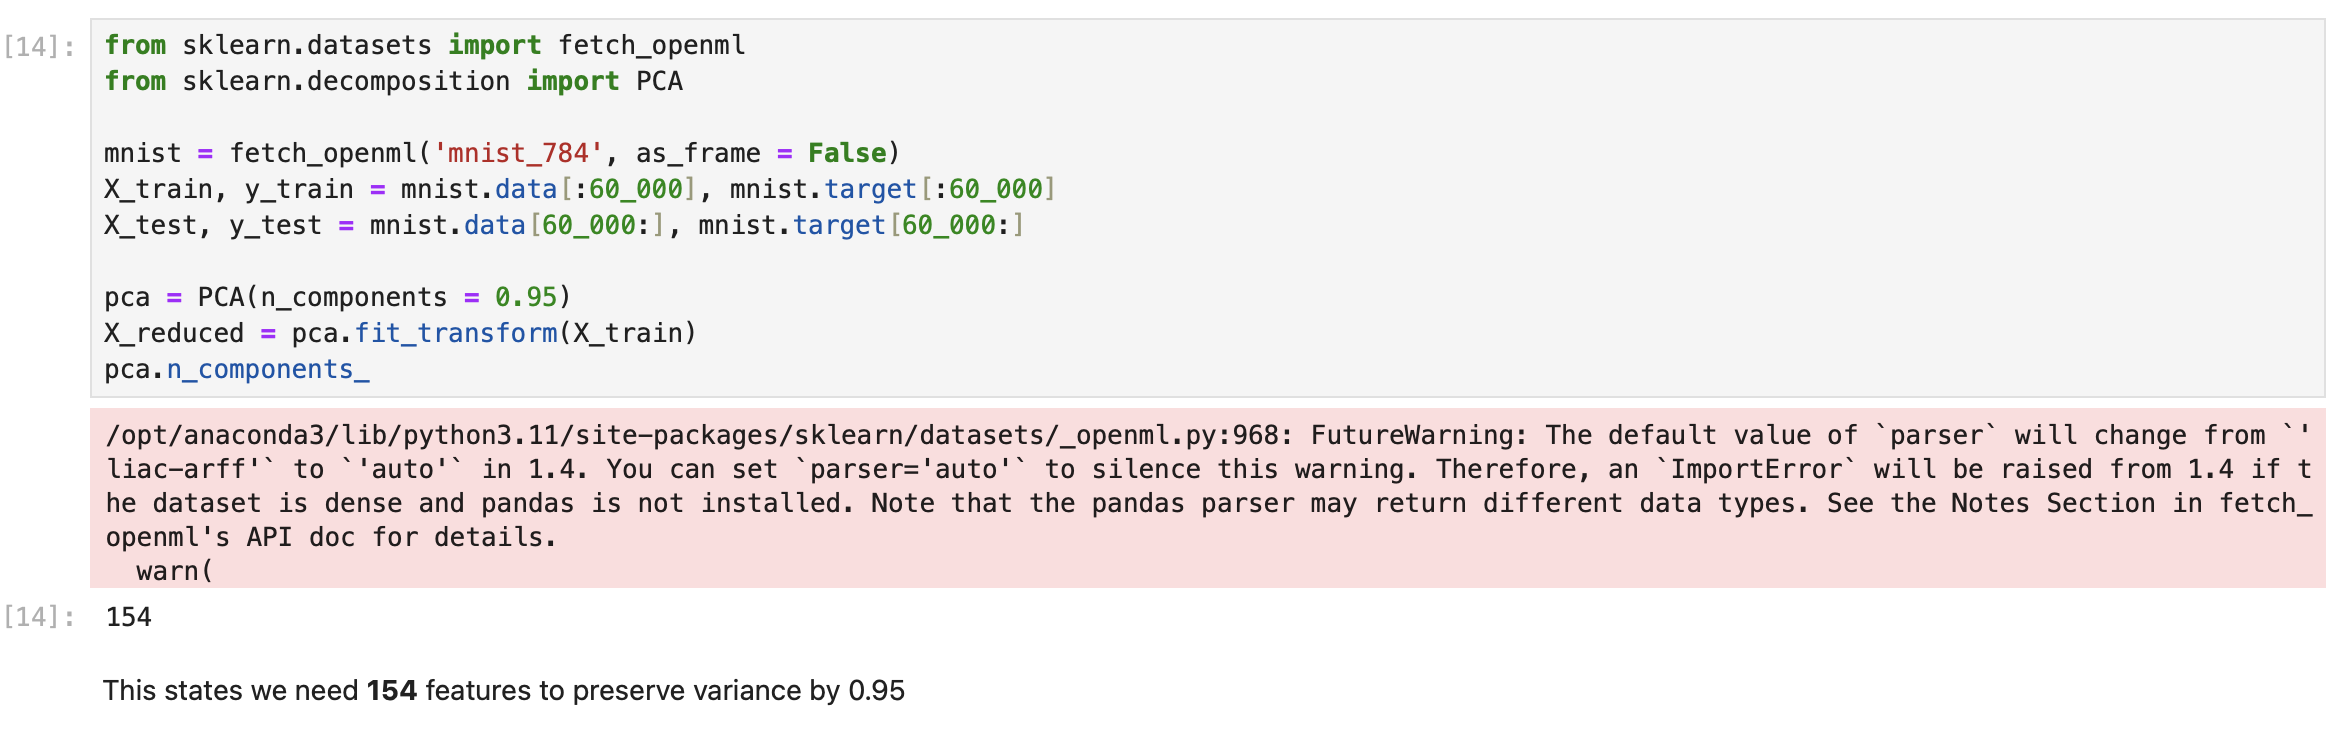 [14]:
from sklearn.datasets import fetch_openml
from sklearn.decomposition import PCA
mnist = fetch_openml('mnist_784', as_frame = False)
X_train, y_train = mnist.data[:60_000], mnist.target[:60_000]
X_test, y_test = mnist.data[60_000:], mnist.target[60_000:]
pca = PCA(n_components = 0.95)
X_reduced = pca.fit_transform(X_train)
pca.n_components_
/opt/anaconda3/lib/python3.11/site-packages/sklearn/datasets/_openml.py:968: FutureWarning: The default value of `parser` will change from `'
liac-arff'` to `'auto'` in 1.4. You can set `parser='auto'` to silence this warning. Therefore, an `ImportError` will be raised from 1.4 if t
he dataset is dense and pandas is not installed. Note that the pandas parser may return different data types. See the Notes Section in fetch_
openml's API doc for details.
  warn(
[14]: 154
This states we need 154 features to preserve variance by 0.95